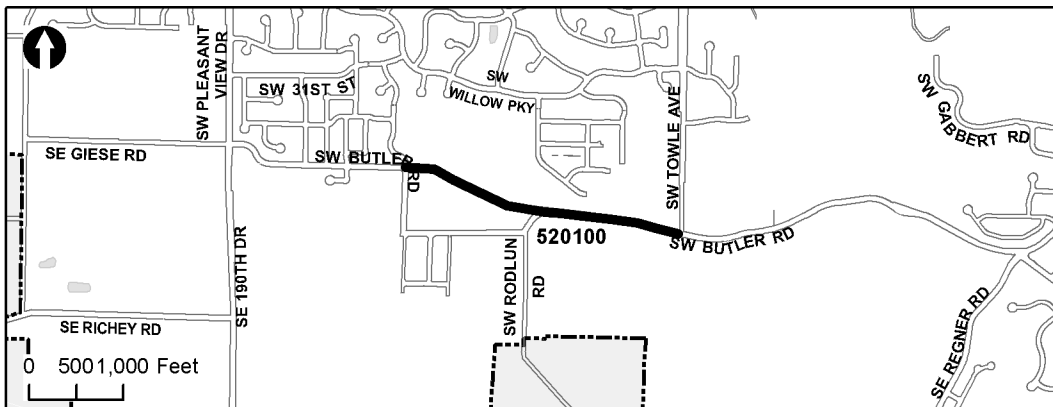 SW PLEASANT
VIEW DR
SW 31ST ST
SW
WILLOW PKY
SW TOWLE AVE
SW GABBERT RD
SE GIESE RD
SW BUTLER RD
520100
SW BUTLER RD
SE 190TH DR
SW RODLUN
RD
SE RICHEY RD
SE REGNER RD
0 500 1,000 Feet